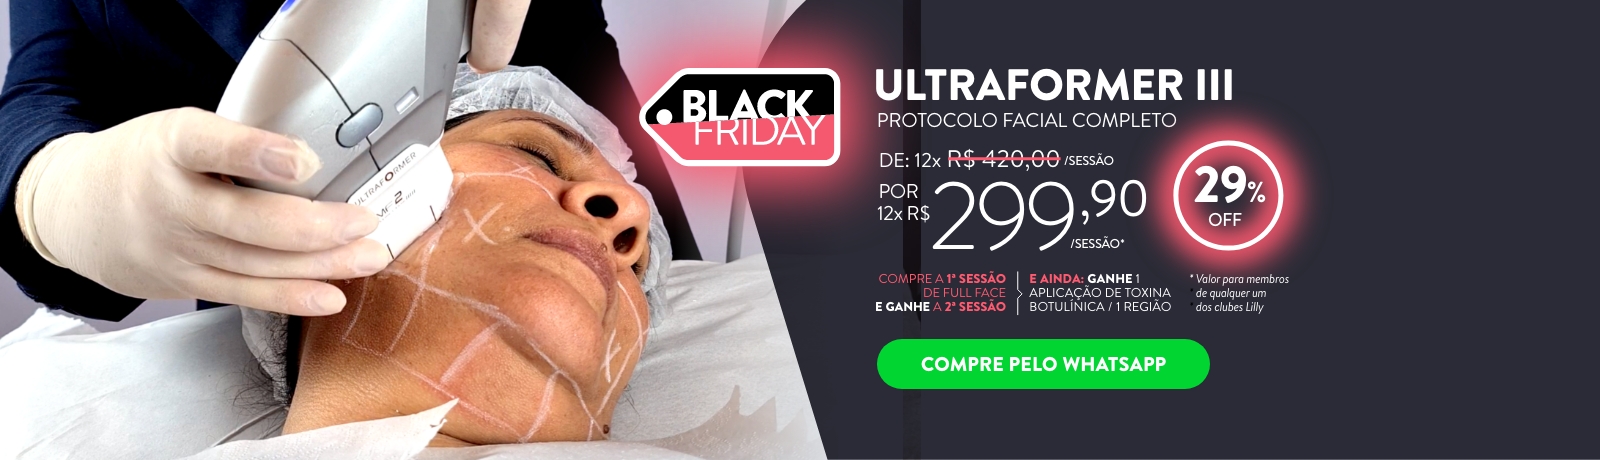 BLACK
FRIDAY
ULTRAFORMER III
PROTOCOLO FACIAL COMPLETO
DE: 12x R$ 420,00 /SESSÃO
POR
12x R$ 299,90
/SESSÃO*
29%
OFF
COMPRE A 1ª SESSÃO
DE FULL FACE
E GANHE A 2ª SESSÃO
E AINDA: GANHE 1
APLICAÇÃO DE TOXINA
BOTULÍNICA / 1 REGIÃO
* Valor para membros
* de qualquer um
* dos clubes Lilly
COMPRE PELO WHATSAPP
ULTRAFORMER